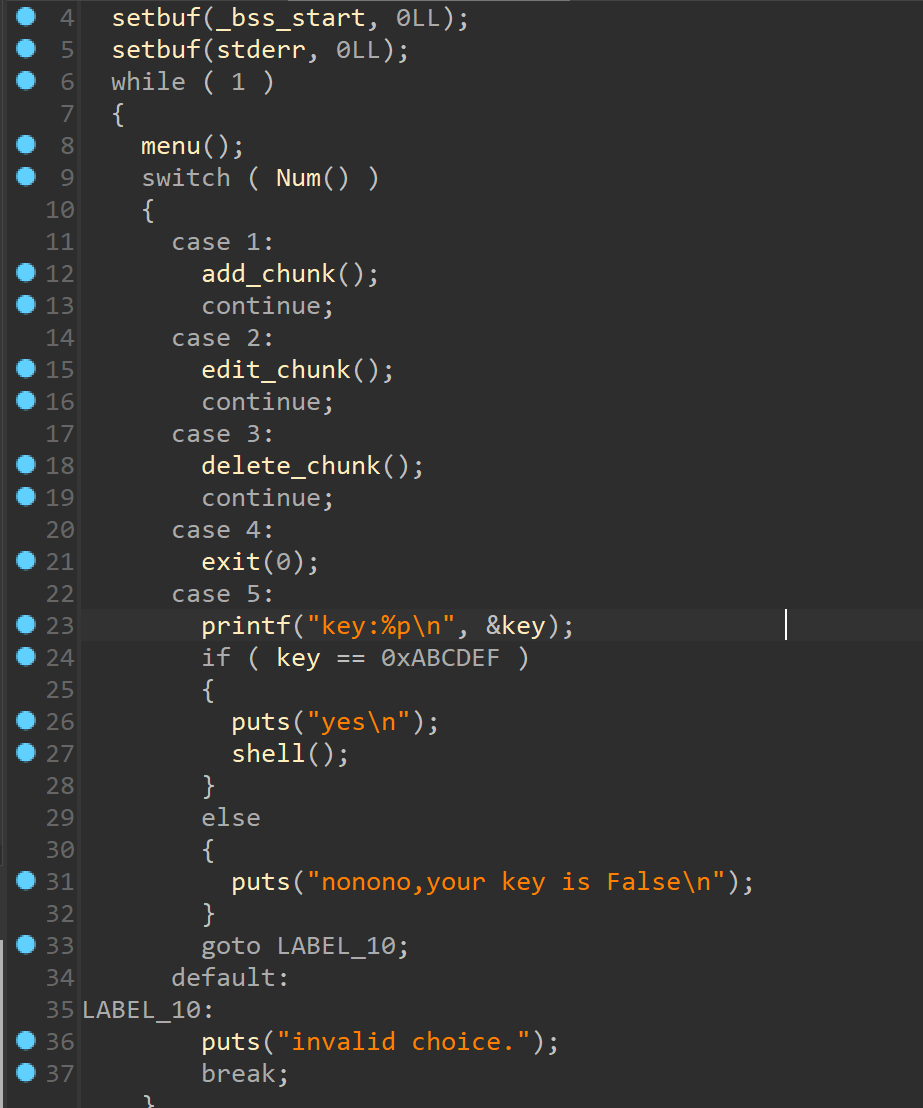 4 setbuf(_bss_start, 0LL);
5 setbuf(stderr, 0LL);
6 while ( 1 )
7 {
8 menu();
9 switch ( Num() )
10 {
11 case 1:
12 add_chunk();
13 continue;
14 case 2:
15 edit_chunk();
16 continue;
17 case 3:
18 delete_chunk();
19 continue;
20 case 4:
21 exit(0);
22 case 5:
23 printf("key:%p\n", &key);
24 if ( key == 0xABCDEF )
25 {
26 puts("yes\n");
27 shell();
28 }
29 else
30 {
31 puts("nonono,your key is False\n");
32 }
33 goto LABEL_10;
34 default:
35 LABEL_10:
36 puts("invalid choice.");
37 break;
}